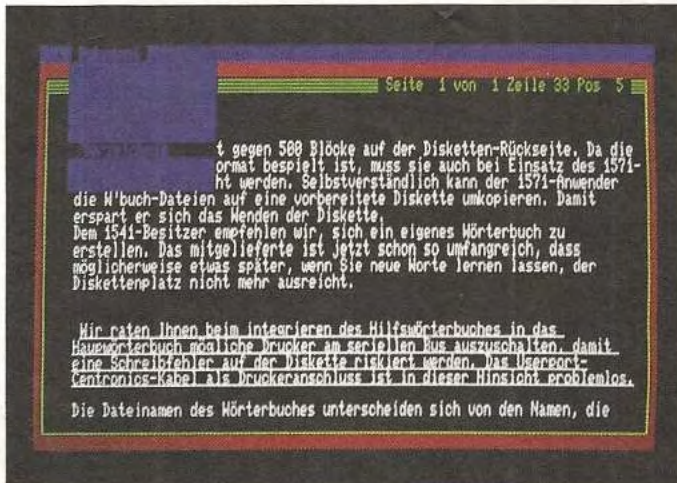 Seite 1 von 1 Zeile 33 Pos 5
t gegen 500 Blöcke auf der Disketten-Rückseite. Da die
ormat bespielt ist, muss sie auch bei Einsatz des 1571-
ht werden. Selbstverständlich kann der 1571-Anwender
die W'buch-Dateien auf eine vorbereitete Diskette umkopieren. Damit
erspart er sich das Wenden der Diskette.
Dem 1541-Besitzer empfehlen wir, sich ein eigenes Wörterbuch zu
erstellen. Das mitgelieferte ist jetzt schon so umfangreich, dass
möglicherweise etwas später, wenn Sie neue Worte lernen lassen, der
Diskettenplatz nicht mehr ausreicht.
Wir raten Ihnen beim integrieren des Hilfswörterbuches in das
Haupwörterbuch mögliche Drucker am seriellen Bus auszuschalten, damit
eine Schreibfehler auf der Diskette riskiert werden. Das Userport-
Centronics-Kabel als Druckeranschluss ist in dieser Hinsicht problemlos.
Die Dateinamen des Wörterbuches unterscheiden sich von den Namen, die